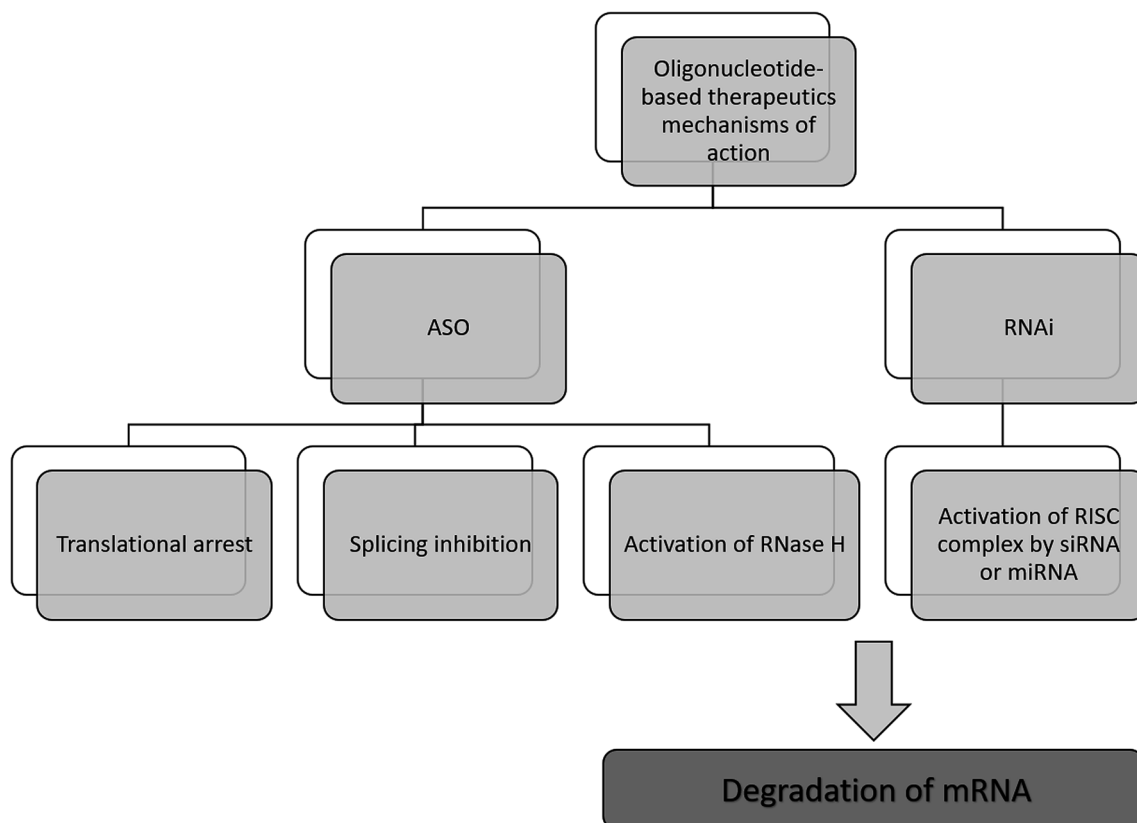 Oligonucleotide-
based therapeutics
mechanisms of
action
ASO
RNAi
Translational arrest
Splicing inhibition
Activation of RNase H
Activation of RISC
complex by siRNA
or miRNA
Degradation of mRNA